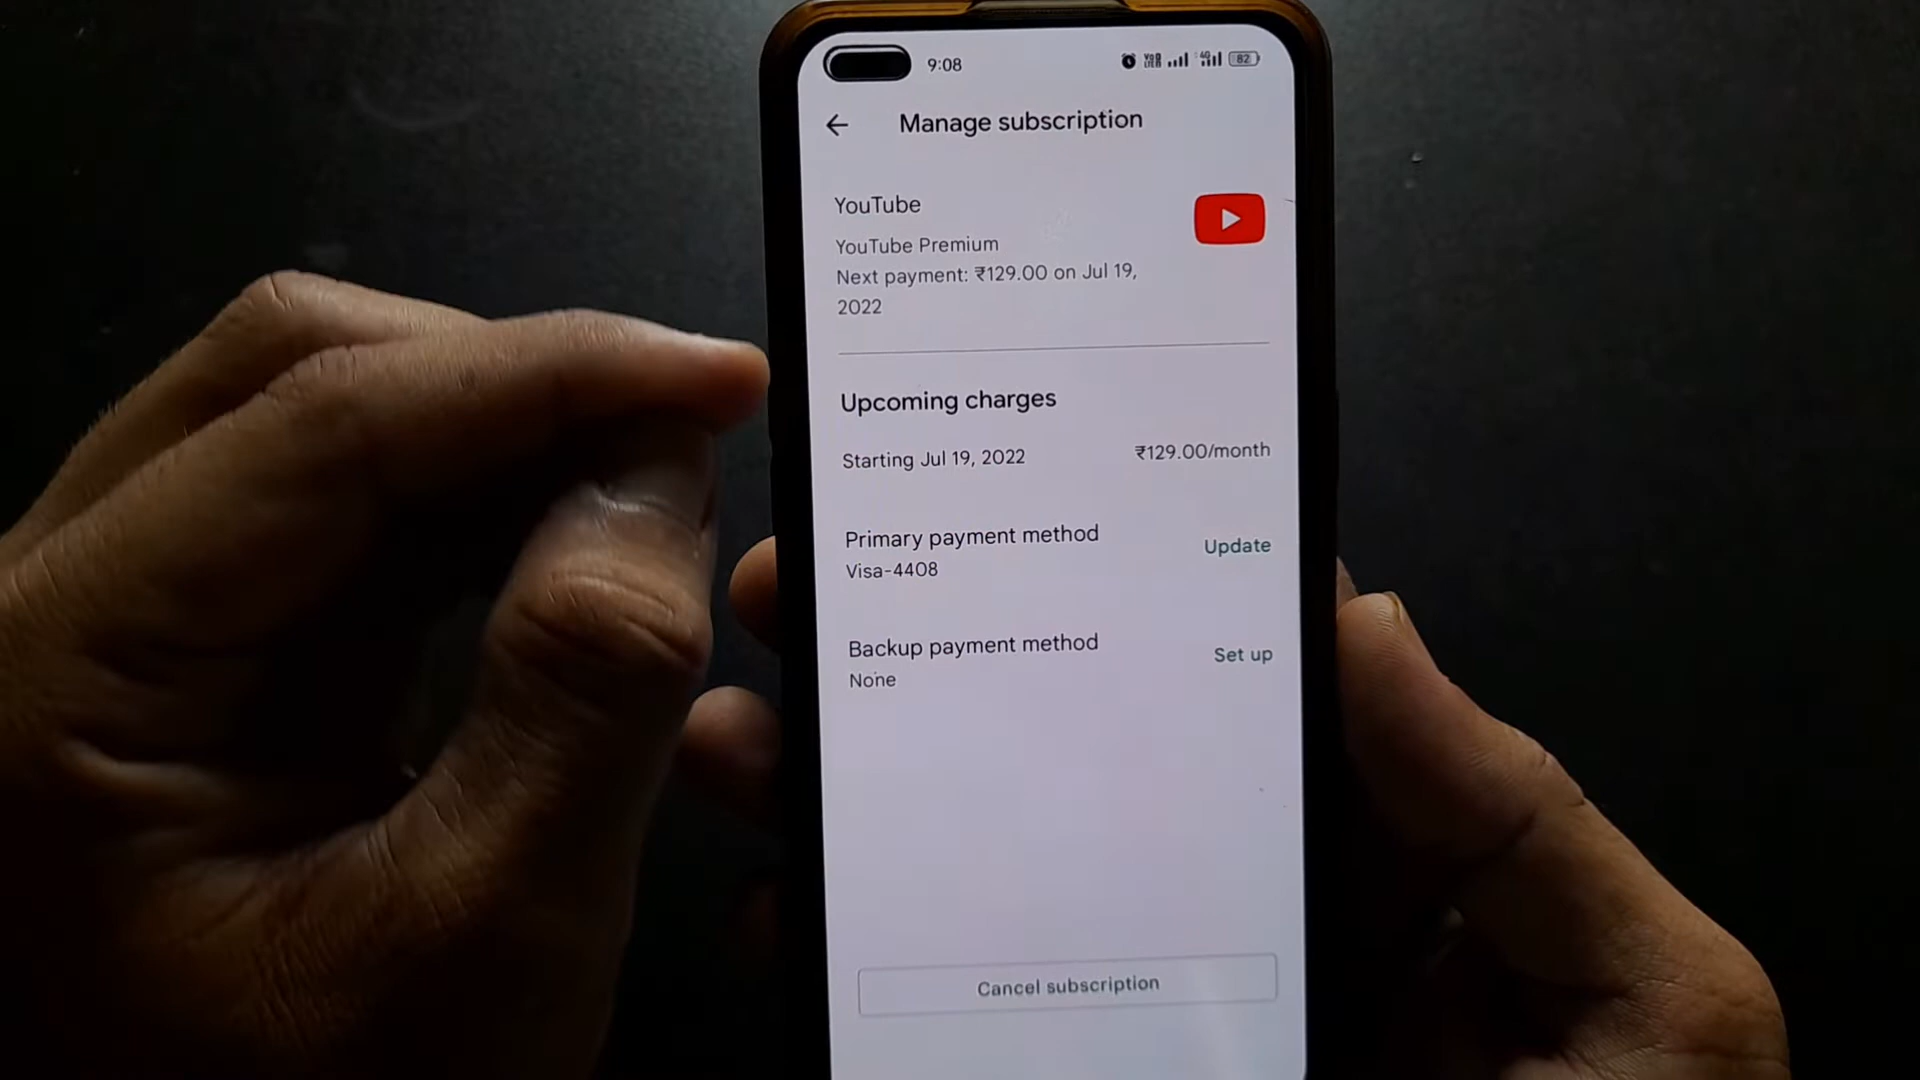 9:08
82
Manage subscription
YouTube
YouTube Premium
Next payment: ₹129.00 on Jul 19,
2022
Upcoming charges
Starting Jul 19, 2022
₹129.00/month
Primary payment method
Visa-4408
Update
Backup payment method
None
Set up
Cancel subscription